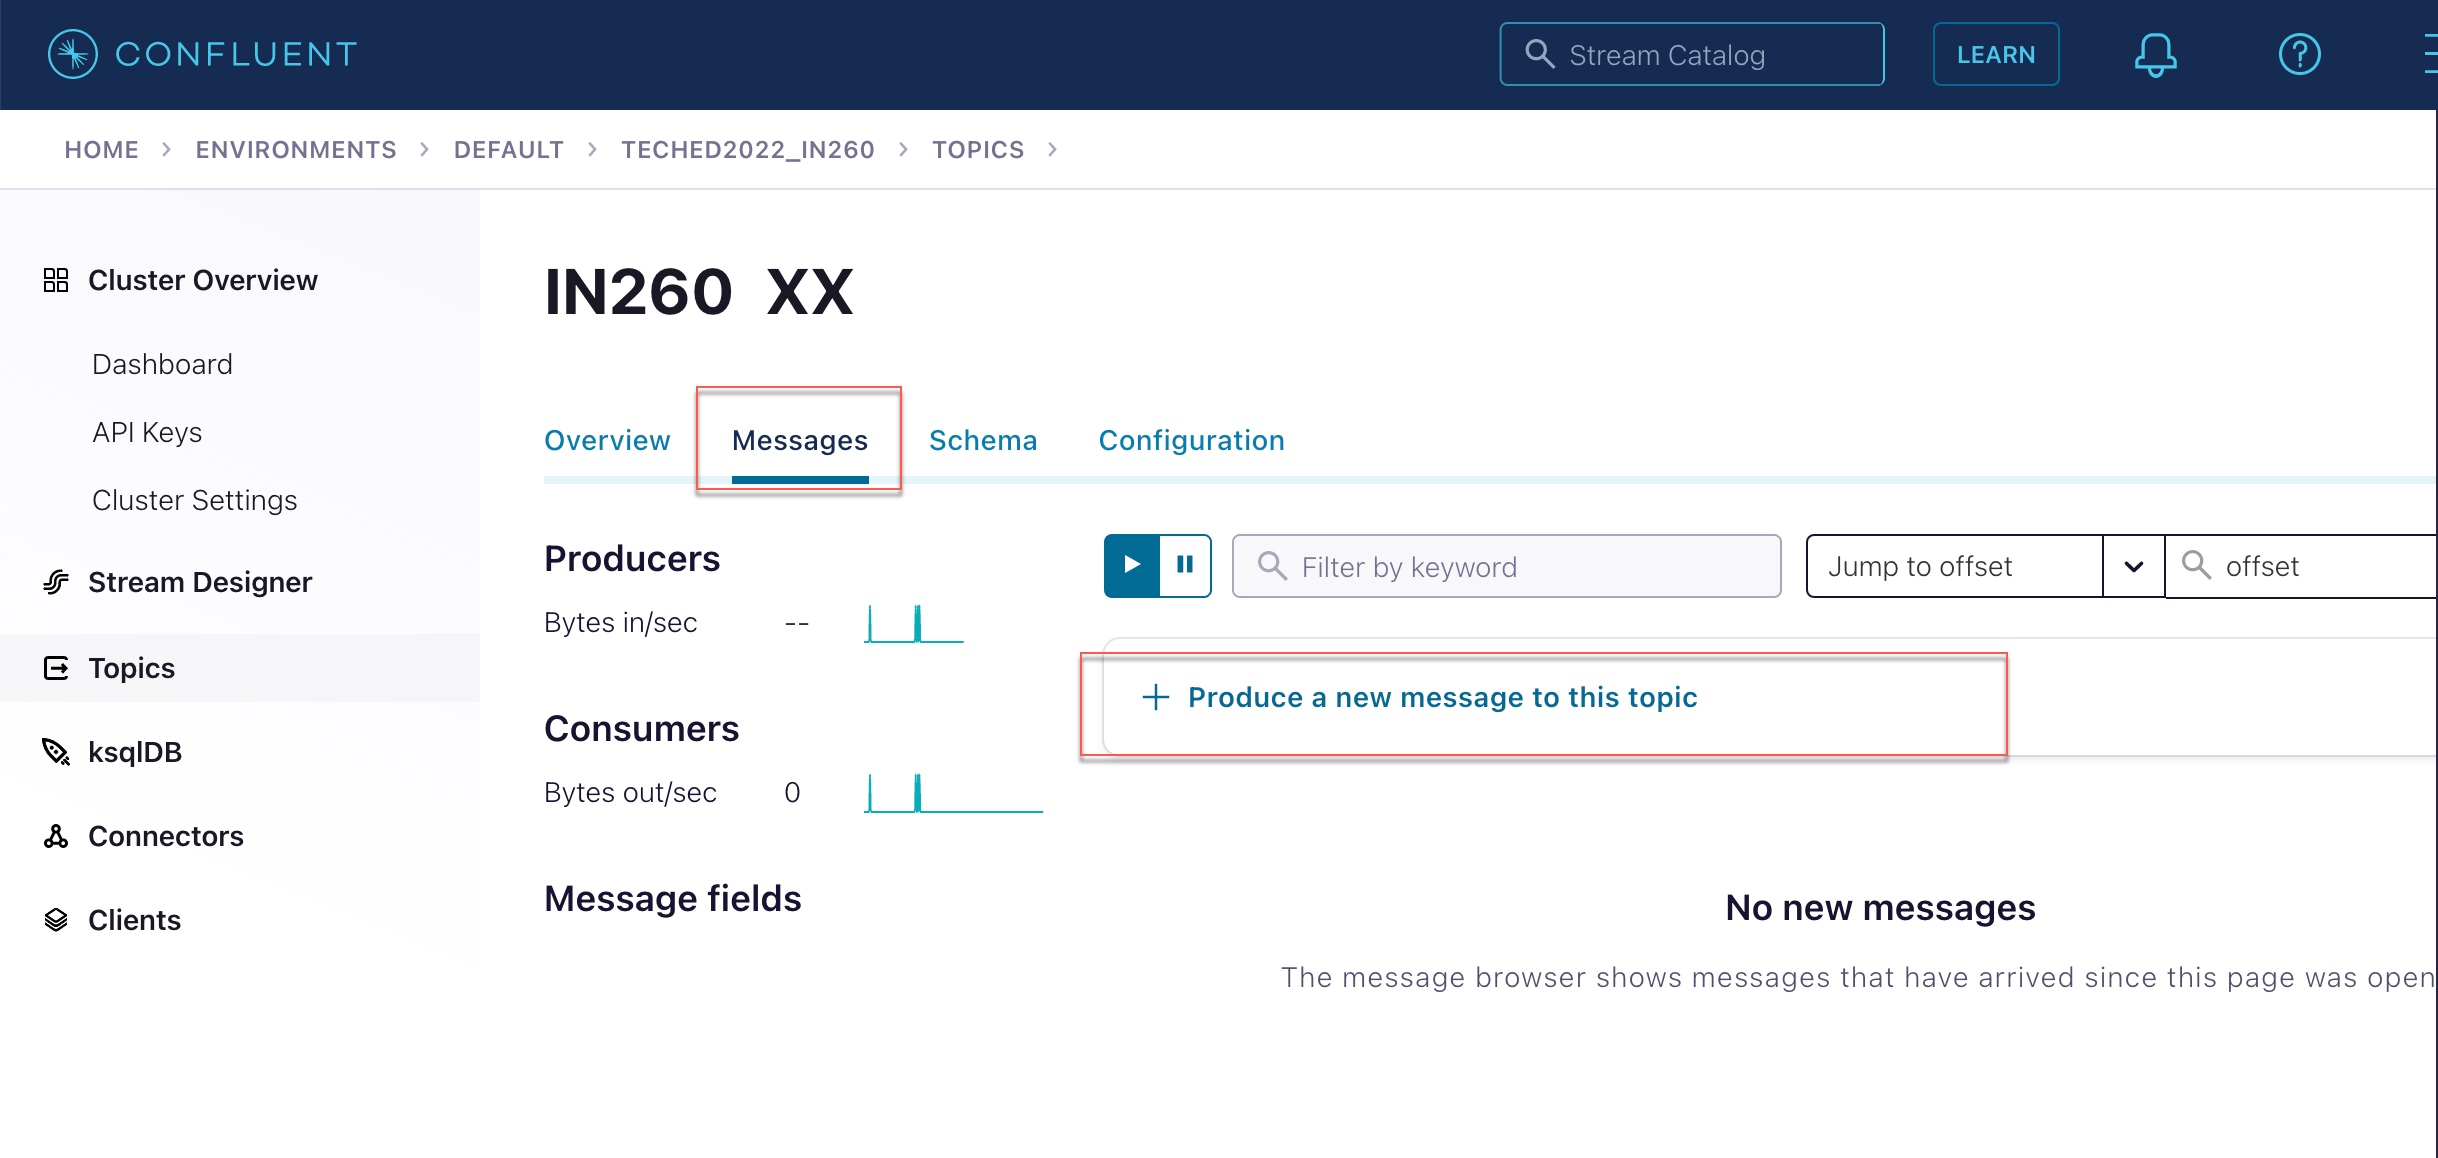 CONFLUENT
Stream Catalog
LEARN
HOME > ENVIRONMENTS > DEFAULT > TECHED2022_IN260 > TOPICS >
Cluster Overview
Dashboard
API Keys
Cluster Settings
Stream Designer
Topics
ksqlDB
Connectors
Clients
IN260 XX
Overview Messages Schema Configuration
Producers
Bytes in/sec --
Consumers
Bytes out/sec 0
Message fields
Filter by keyword
Jump to offset
offset
+ Produce a new message to this topic
No new messages
The message browser shows messages that have arrived since this page was open